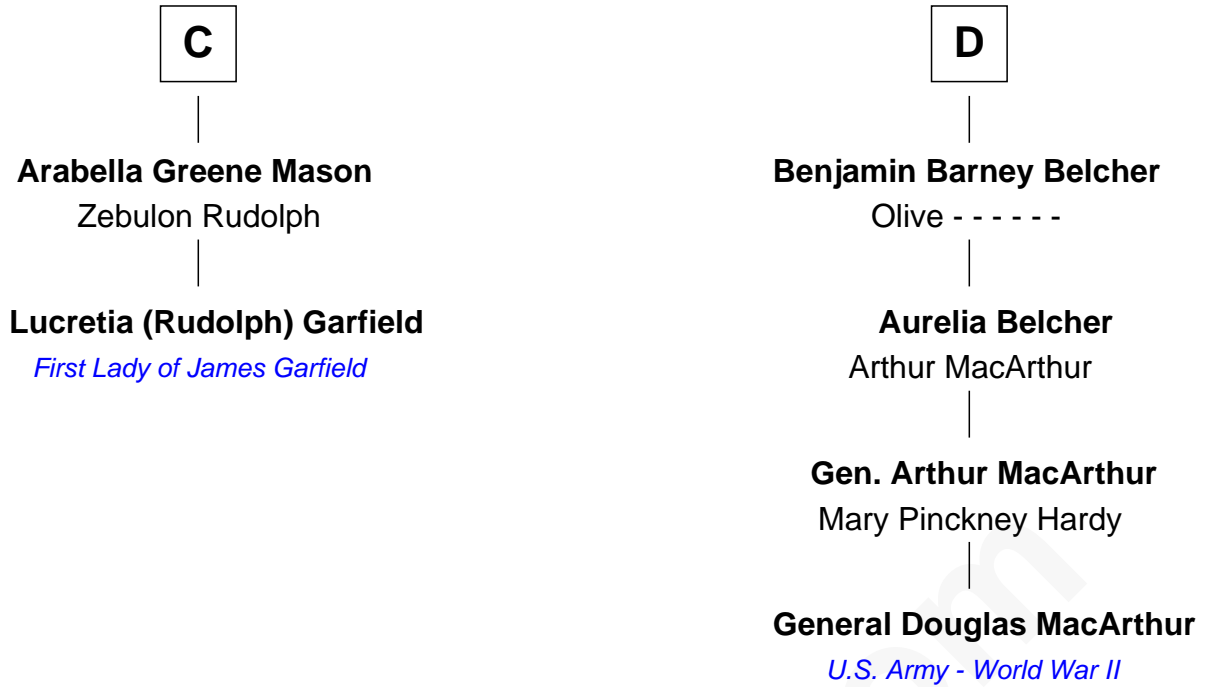 C
Arabella Greene Mason
Zebulon Rudolph
Lucretia (Rudolph) Garfield
First Lady of James Garfield
D
Benjamin Barney Belcher
Olive - - - - - -
Aurelia Belcher
Arthur MacArthur
Gen. Arthur MacArthur
Mary Pinckney Hardy
General Douglas MacArthur
U.S. Army - World War II